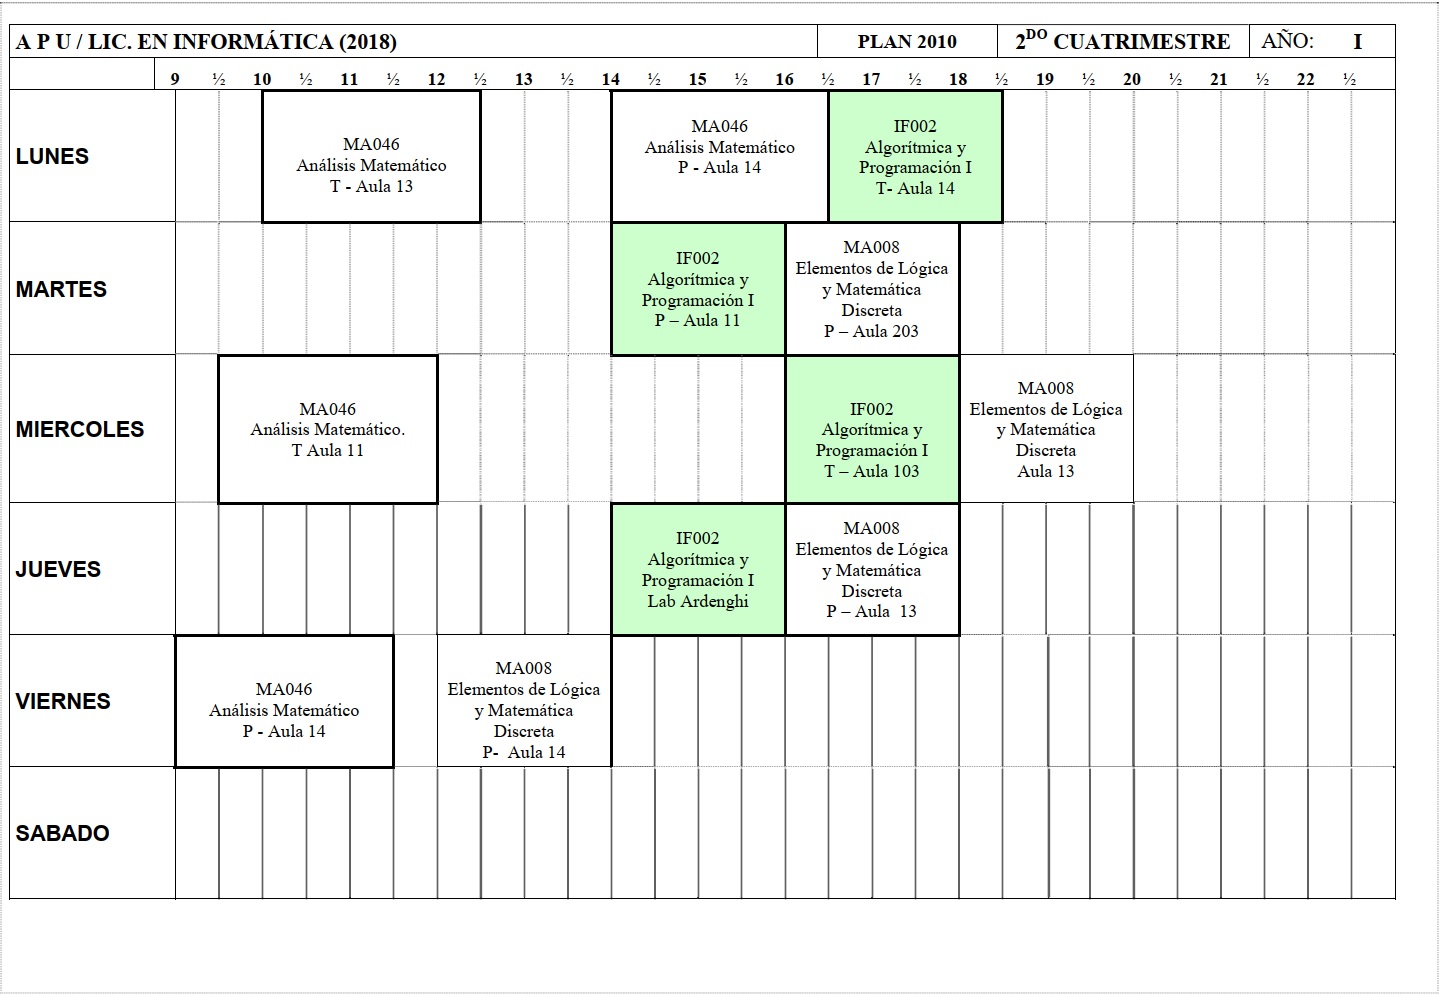 A P U / LIC. EN INFORMÁTICA (2018) PLAN 2010 2DO CUATRIMESTRE AÑO: I
9 ½ 10 ½ 11 ½ 12 ½ 13 ½ 14 ½ 15 ½ 16 ½ 17 ½ 18 ½ 19 ½ 20 ½ 21 ½ 22 ½
LUNES
MA046
Análisis Matemático
T - Aula 13
MA046
Análisis Matemático
P - Aula 14
IF002
Algorítmica y
Programación I
T- Aula 14
MARTES
IF002
Algorítmica y
Programación I
P – Aula 11
MA008
Elementos de Lógica
y Matemática
Discreta
P – Aula 203
MIERCOLES
MA046
Análisis Matemático.
T Aula 11
IF002
Algorítmica y
Programación I
T – Aula 103
MA008
Elementos de Lógica
y Matemática
Discreta
Aula 13
JUEVES
IF002
Algorítmica y
Programación I
Lab Ardenghi
MA008
Elementos de Lógica
y Matemática
Discreta
P – Aula  13
VIERNES
MA046
Análisis Matemático
P - Aula 14
MA008
Elementos de Lógica
y Matemática
Discreta
P-  Aula 14
SABADO